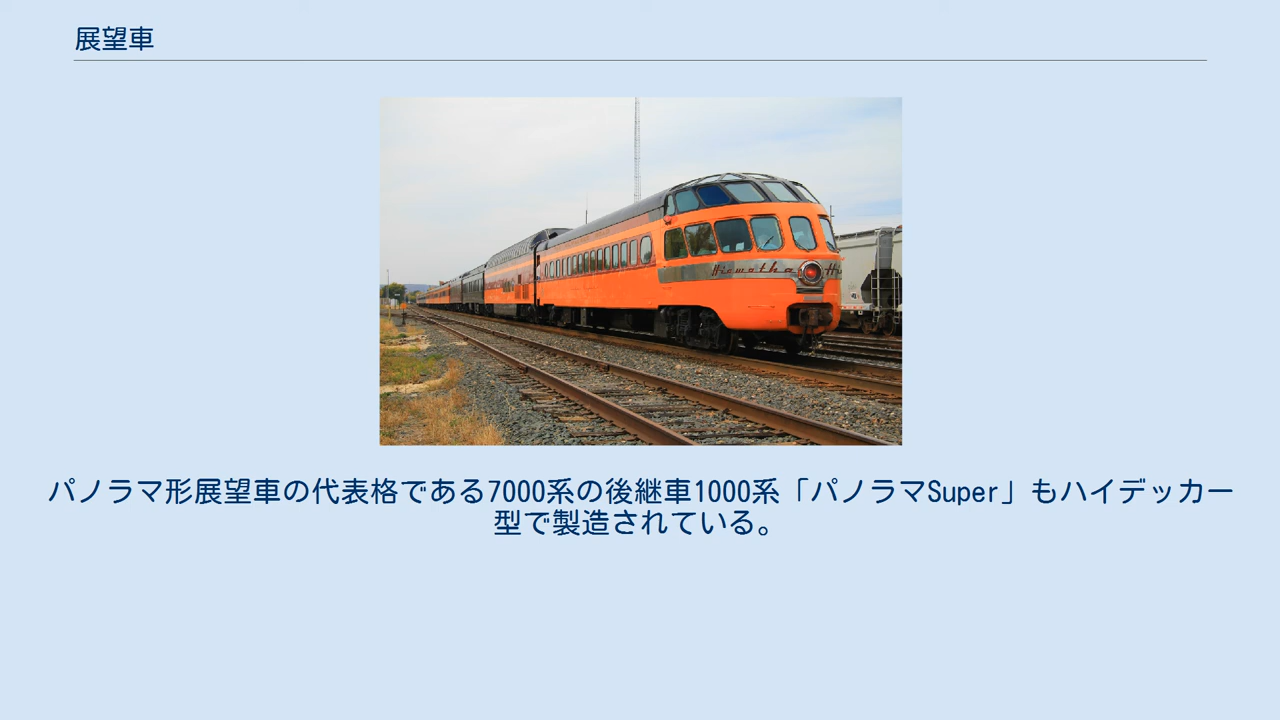 展望車
Hiawatha
パノラマ形展望車の代表格である7000系の後継車1000系「パノラマSuper」もハイデッカー
型で製造されている。